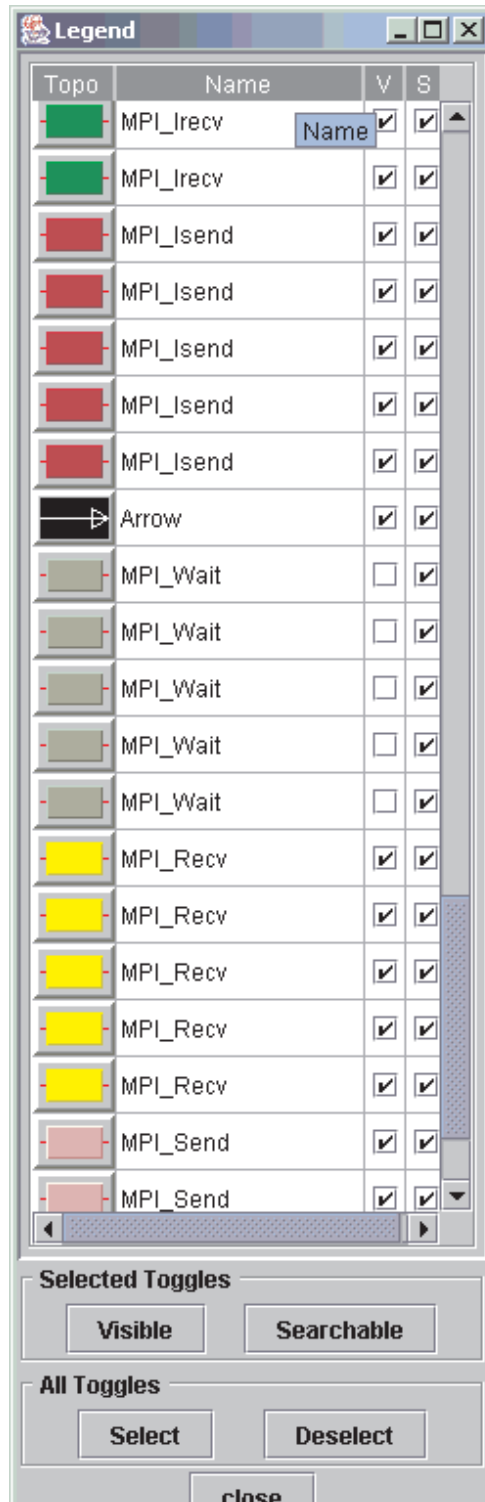 Legend
Topo Name V S
MPI_Irecv
Name
MPI_Irecv
MPI_Isend
MPI_Isend
MPI_Isend
MPI_Isend
MPI_Isend
Arrow
MPI_Wait
MPI_Wait
MPI_Wait
MPI_Wait
MPI_Wait
MPI_Recv
MPI_Recv
MPI_Recv
MPI_Recv
MPI_Recv
MPI_Send
MPI_Send
Selected Toggles
Visible Searchable
All Toggles
Select Deselect
close